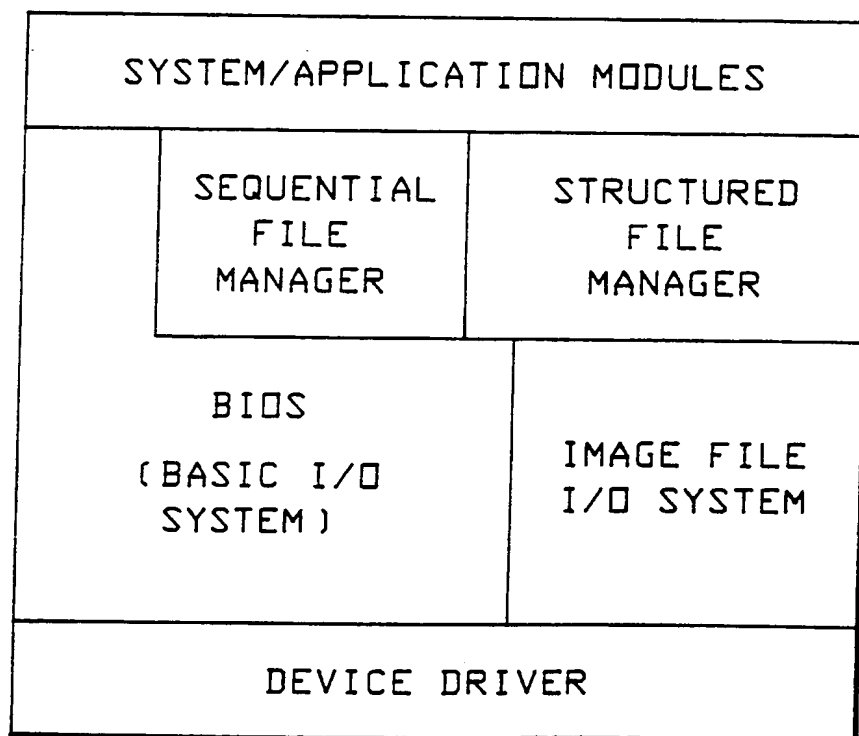 SYSTEM/APPLICATION MODULES
SEQUENTIAL
FILE
MANAGER
STRUCTURED
FILE
MANAGER
BIOS
(BASIC I/O
SYSTEM)
IMAGE FILE
I/O SYSTEM
DEVICE DRIVER